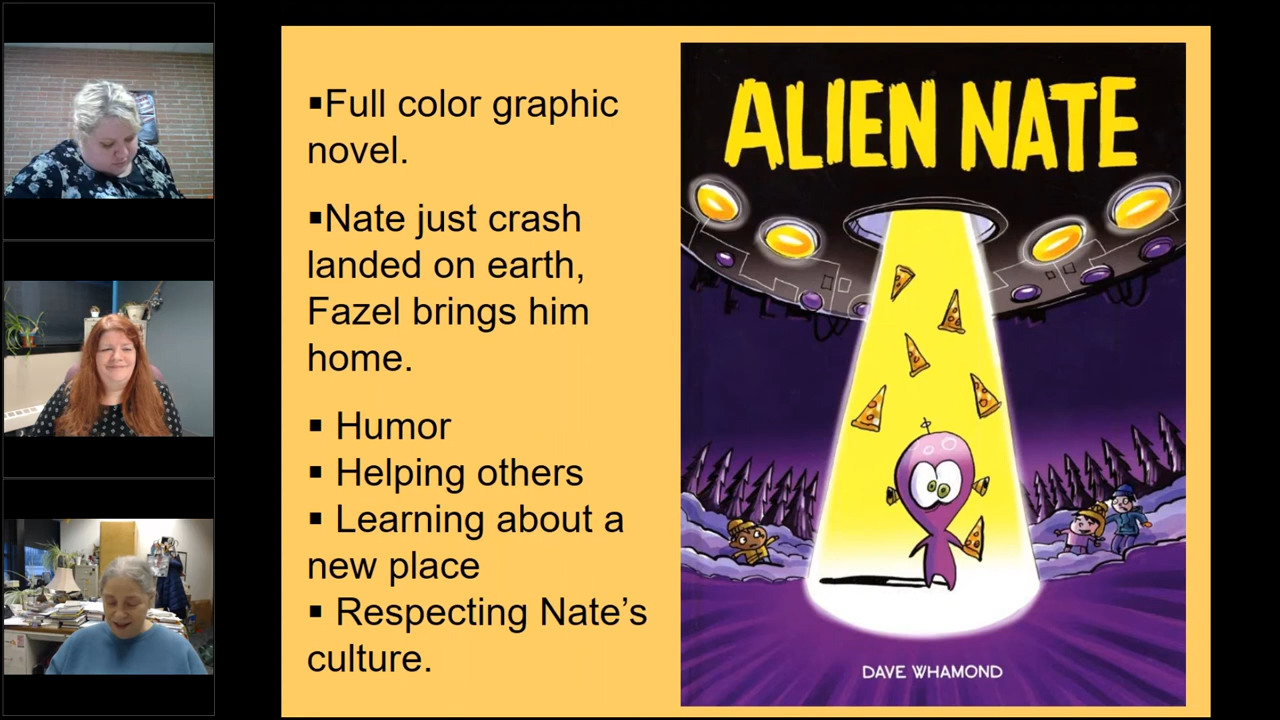 ▪Full color graphic
novel.
▪Nate just crash
landed on earth,
Fazel brings him
home.
▪ Humor
▪ Helping others
▪ Learning about a
new place
▪ Respecting Nate’s
culture.
ALIEN NATE
DAVE WHAMOND